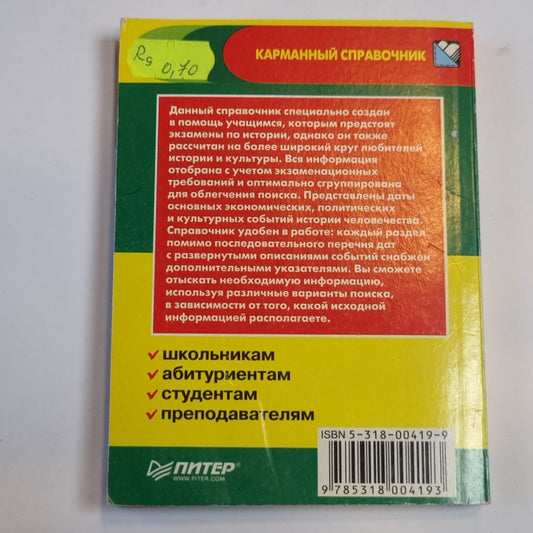 Rg
0,70
КАРМАННЫЙ СПРАВОЧНИК
Данный справочник специально создан
в помощь учащимся, которым предстоят
экзамены по истории, однако он также
рассчитан на более широкий круг любителей
истории и культуры. Вся информация
отобрана с учетом экзаменационных
требований и оптимально сгруппирована
для облегчения поиска. Представлены даты
основных экономических, политических
и культурных событий истории человечества.
Справочник удобен в работе: каждый раздел
помимо последовательного перечня дат
с развернутыми описаниями событий снабжен
дополнительными указателями. Вы сможете
отыскать необходимую информацию,
используя различные варианты поиска,
в зависимости от того, какой исходной
информацией располагаете.
школьникам
абитуриентам
студентам
преподавателям
ISBN 5-318-00419-9
9 785318 004193
ПИТЕР
WWW.PITER.COM